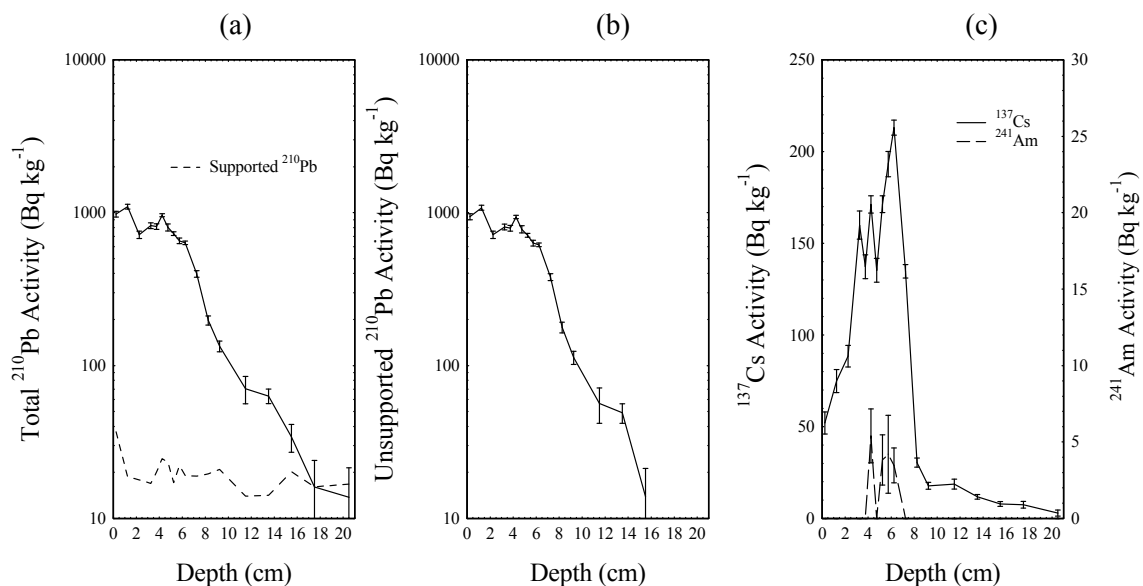 (a)
(b)
(c)
10000
1000
100
10
0 2 4 6 8 10 12 14 16 18 20
Depth (cm)
Total ²¹⁰Pb Activity (Bq kg⁻¹)
Supported ²¹⁰Pb
10000
1000
100
10
0 2 4 6 8 10 12 14 16 18 20
Depth (cm)
Unsupported ²¹⁰Pb Activity (Bq kg⁻¹)
250
200
150
100
50
0
0 2 4 6 8 10 12 14 16 18 20
Depth (cm)
¹³⁷Cs Activity (Bq kg⁻¹)
¹³⁷Cs
²⁴¹Am
30
25
20
15
10
5
0
²⁴¹Am Activity (Bq kg⁻¹)